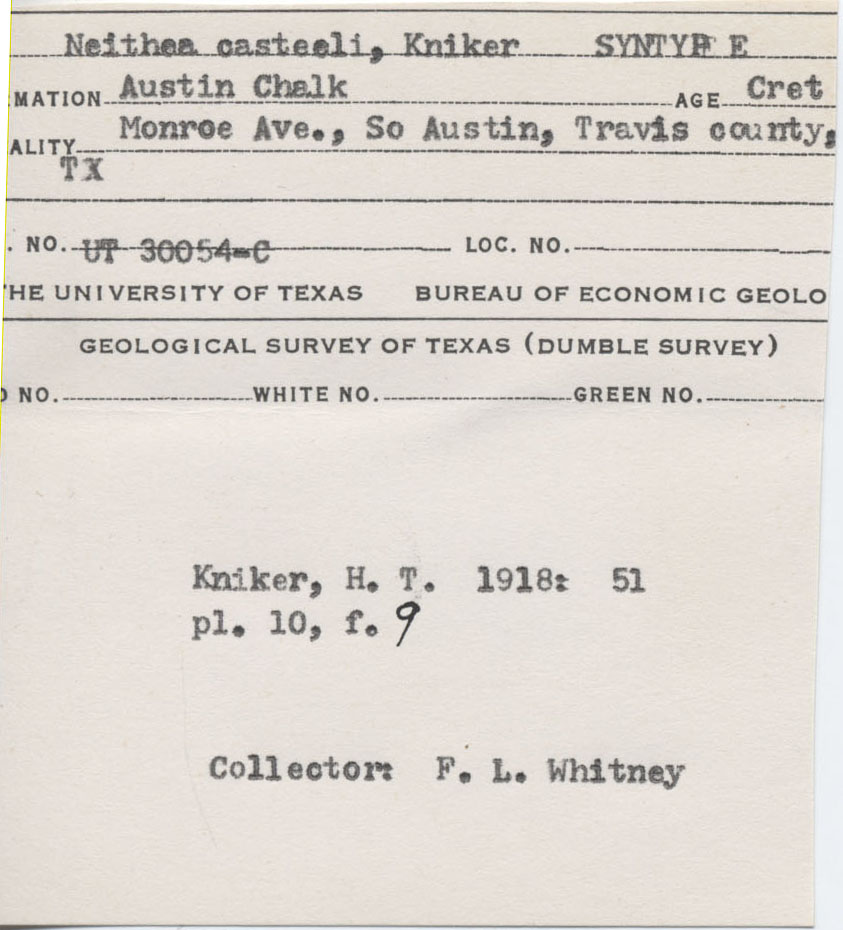 Neithea casteeli, Kniker SYNTYPE
MATION Austin Chalk AGE Cret
ALITY Monroe Ave., So Austin, Travis county,
TX
. NO. UT 30054-C LOC. NO.
THE UNIVERSITY OF TEXAS BUREAU OF ECONOMIC GEOLO
GEOLOGICAL SURVEY OF TEXAS (DUMBLE SURVEY)
NO. WHITE NO. GREEN NO.
Kniker, H. T. 1918: 51
pl. 10, f. 9
Collector: F. L. Whitney